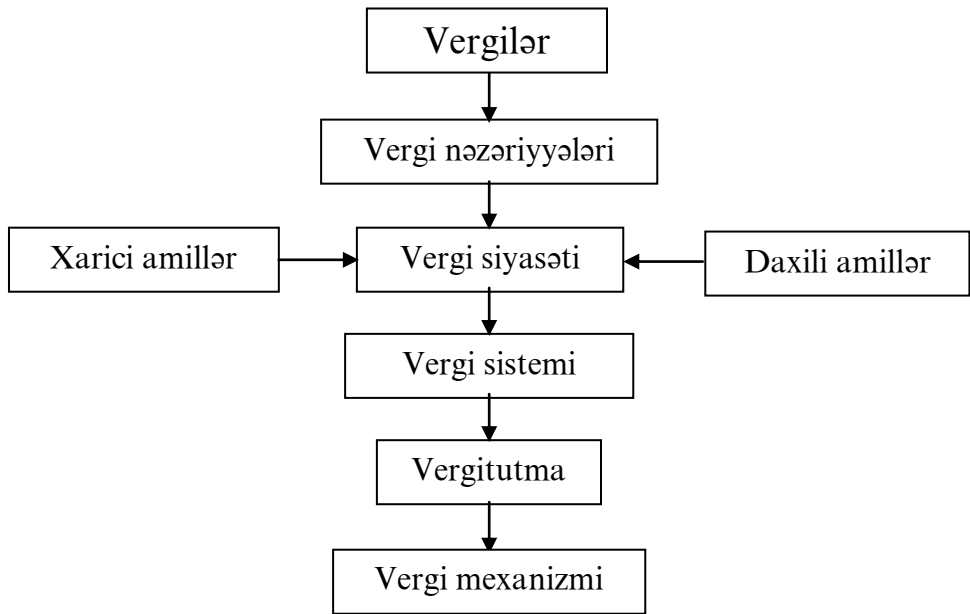 Vergilər
Vergi nəzəriyyələri
Xarici amillər
Vergi siyasəti
Daxili amillər
Vergi sistemi
Vergitutma
Vergi mexanizmi